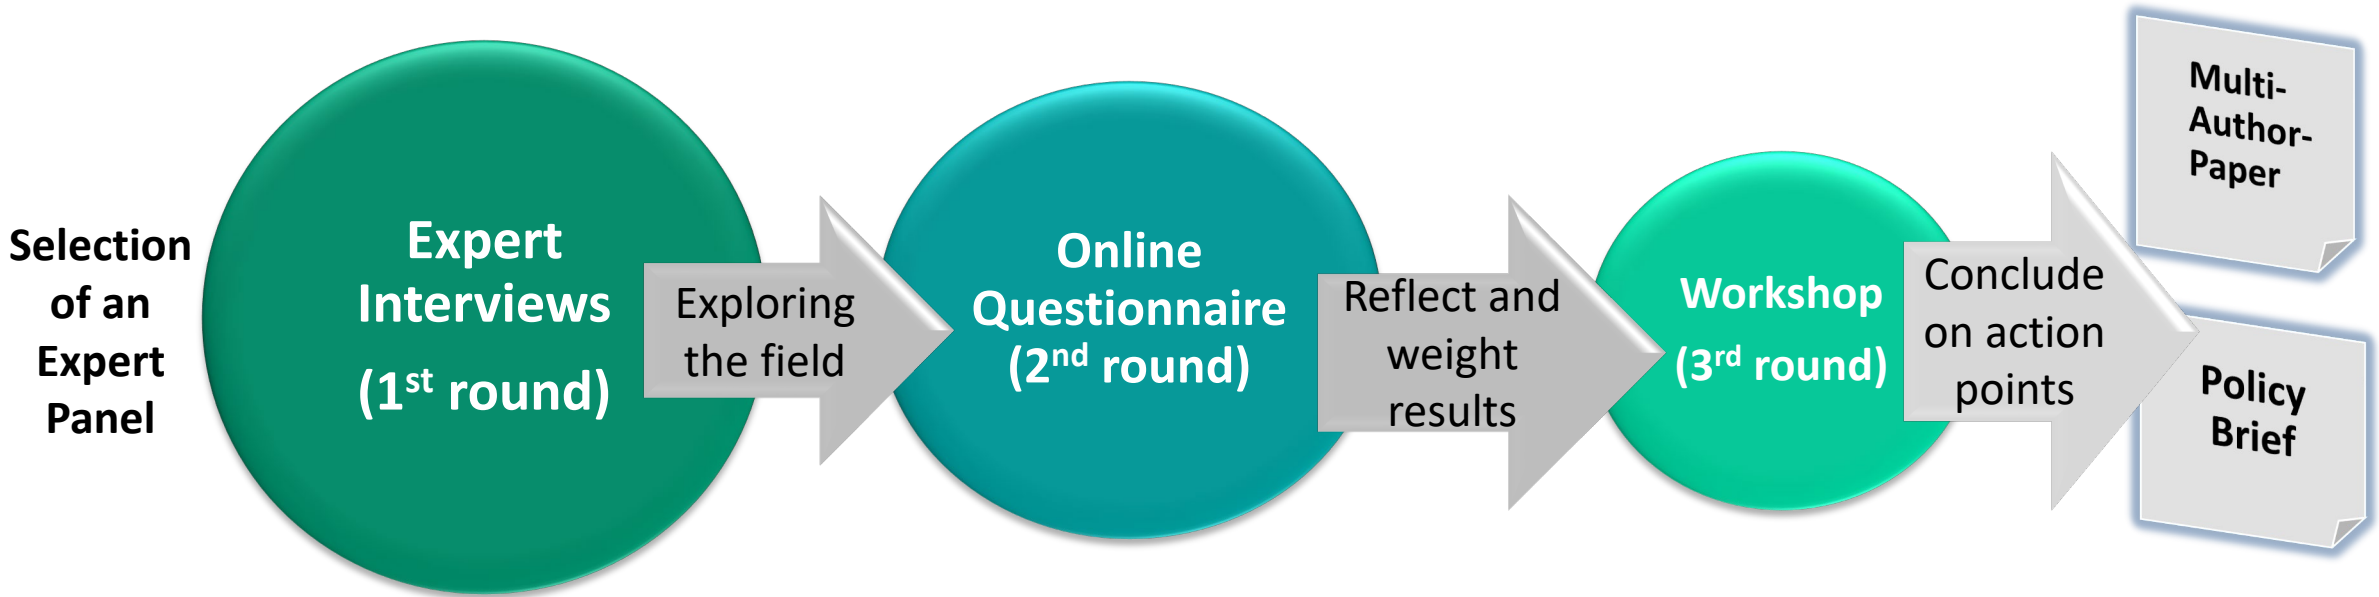 Selection
of an
Expert
Panel
Expert
Interviews
(1st round)
Exploring
the field
Online
Questionnaire
(2nd round)
Reflect and
weight
results
Workshop
(3rd round)
Conclude
on action
points
Multi-
Author-
Paper
Policy
Brief